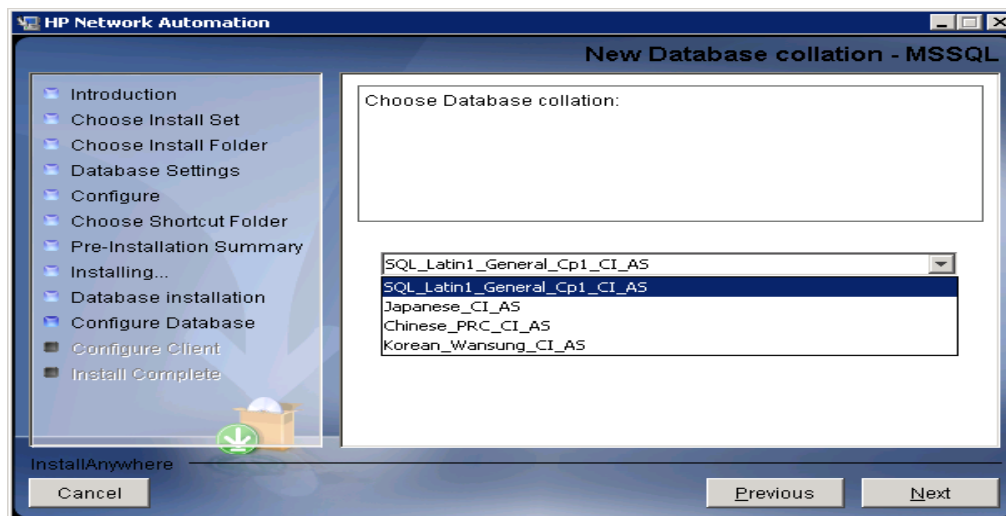 HP Network Automation
New Database collation - MSSQL
Introduction
Choose Install Set
Choose Install Folder
Database Settings
Configure
Choose Shortcut Folder
Pre-Installation Summary
Installing...
Database installation
Configure Database
Configure Client
Install Complete
Choose Database collation:
SQL_Latin1_General_Cp1_CI_AS
SQL_Latin1_General_Cp1_CI_AS
Japanese_CI_AS
Chinese_PRC_CI_AS
Korean_Wansung_CI_AS
InstallAnywhere
Cancel
Previous
Next